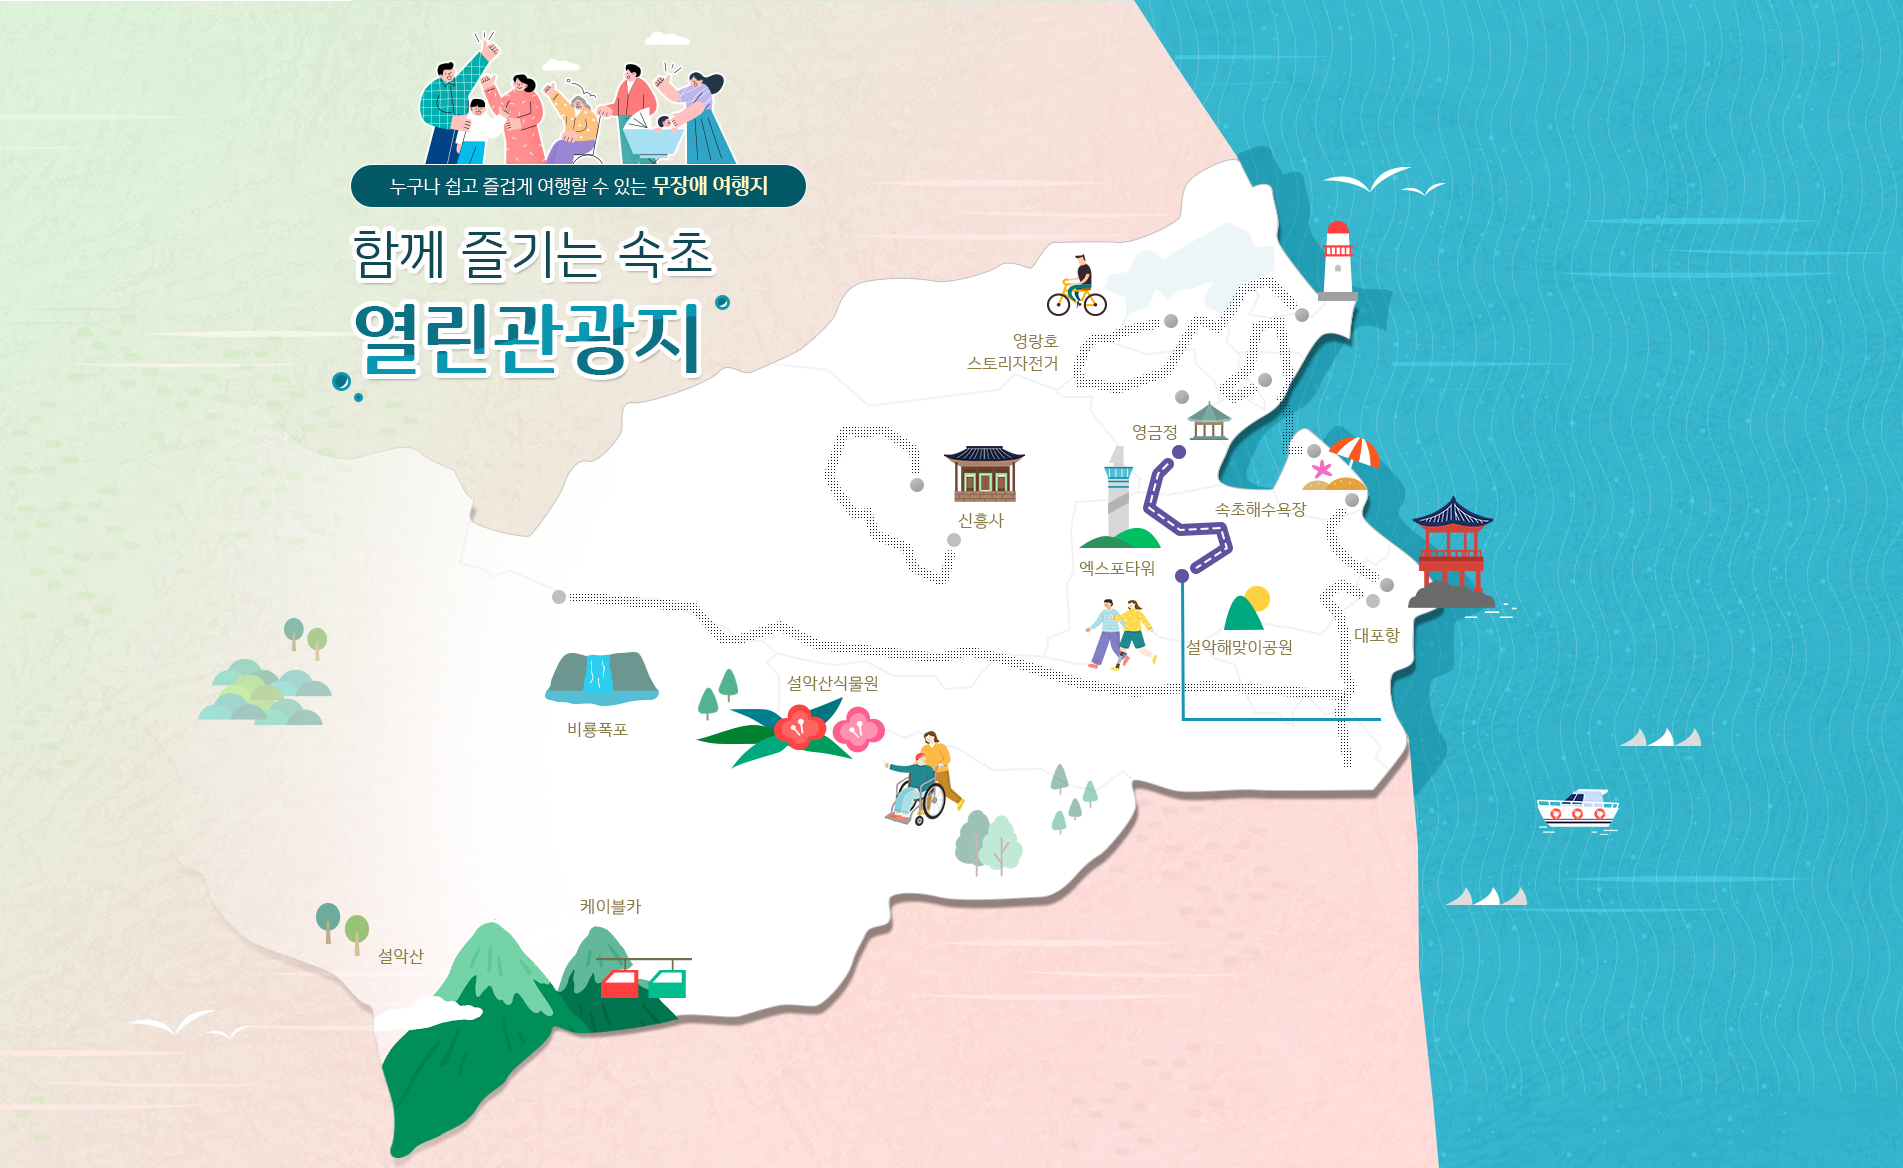 누구나 쉽고 즐겁게 여행할 수 있는 무장애 여행지
함께 즐기는 속초
열린관광지
영랑호
스토리자전거
영금정
신흥사
속초해수욕장
엑스포타워
대포항
설악해맞이공원
설악산식물원
비룡폭포
케이블카
설악산